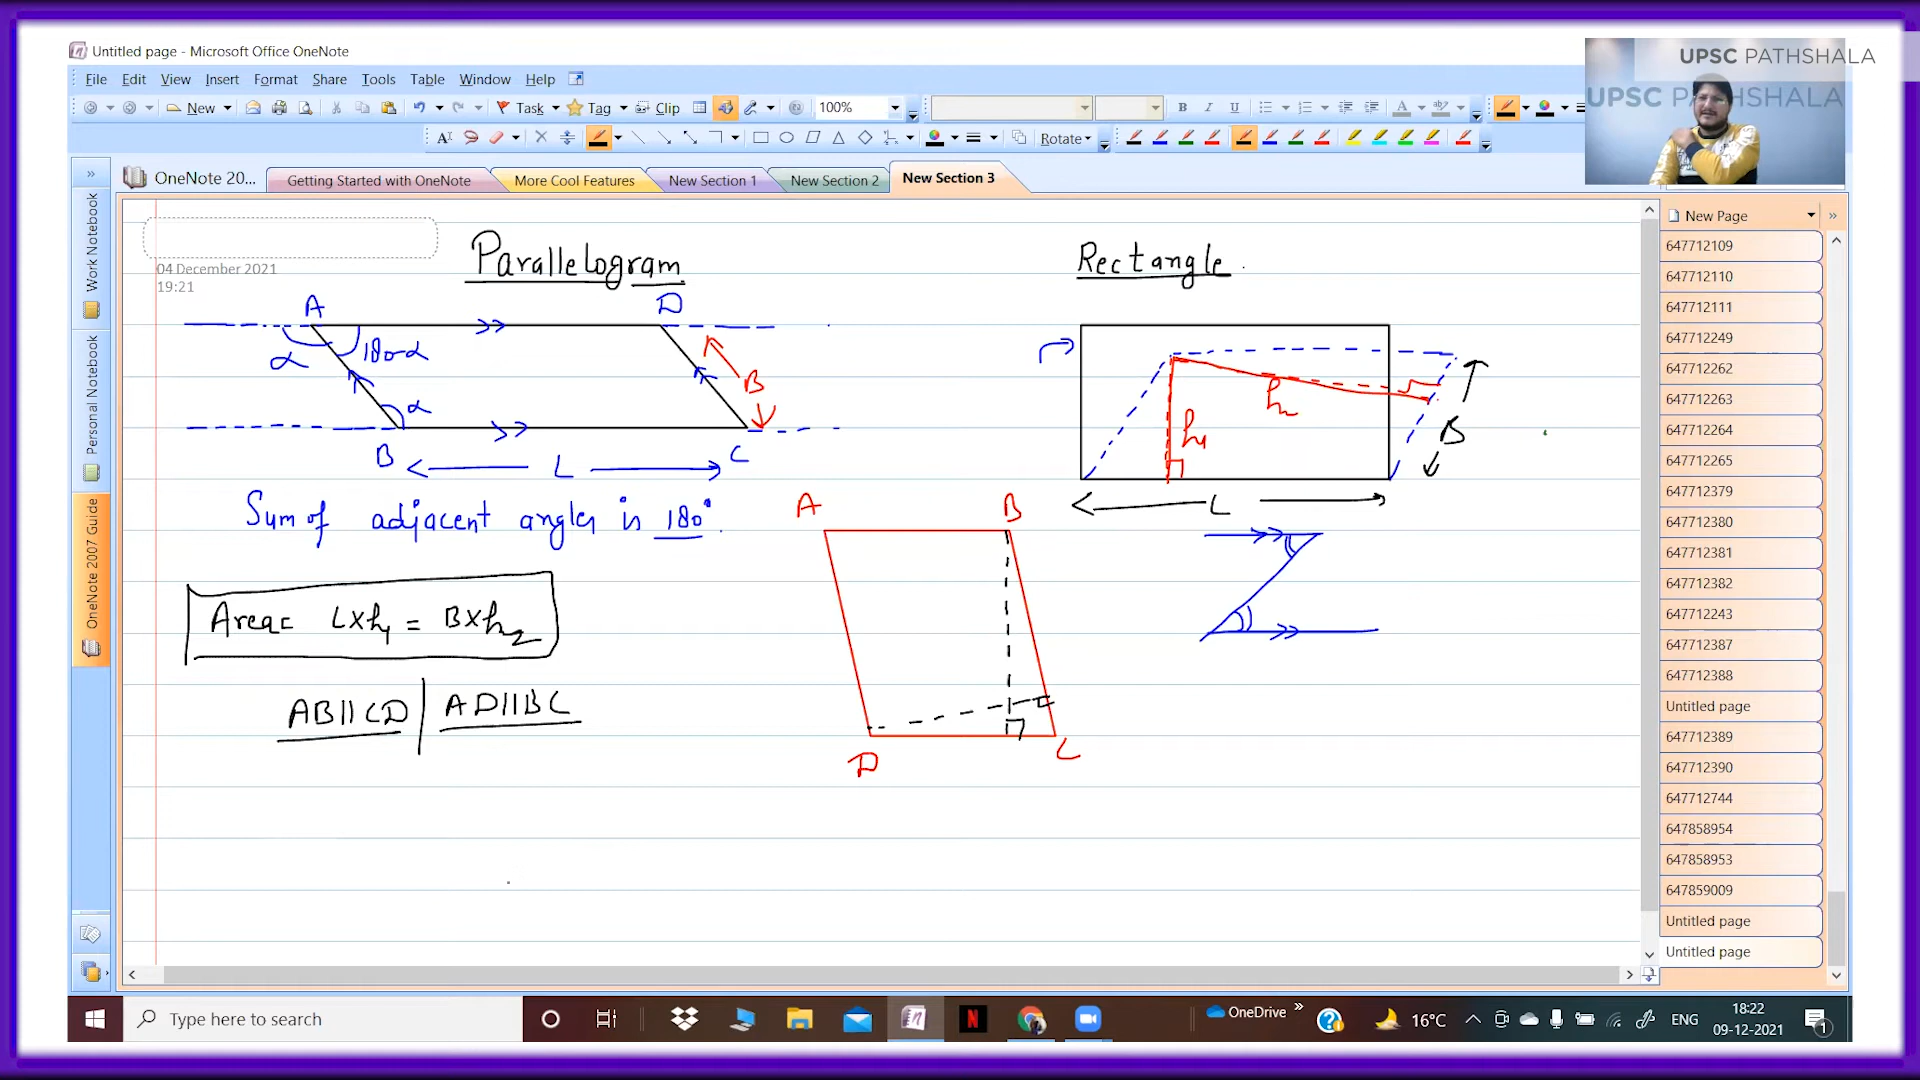 Untitled page - Microsoft Office OneNote
UPSC PATHSHALA
UPSC PATHSHALA
File Edit View Insert Format Share Tools Table Window Help
New Task Tag Clip 100% B I U
Rotate
OneNote 20... Getting Started with OneNote More Cool Features New Section 1 New Section 2 New Section 3
Work Notebook
Personal Notebook
OneNote 2007 Guide
04 December 2021
19:21
Parallelogram
A D
α 180-α
α
B
B L C
Sum of adjacent angles is 180°.
Area= L×h1 = B×h2
AB||CD | AD||BC
Rectangle
h1 h2 B
L
A B
D C
New Page
647712109
647712110
647712111
647712249
647712262
647712263
647712264
647712265
647712379
647712380
647712381
647712382
647712243
647712387
647712388
Untitled page
647712389
647712390
647712744
647858954
647858953
647859009
Untitled page
Untitled page
Type here to search
OneDrive
16°C
ENG
18:22
09-12-2021
1